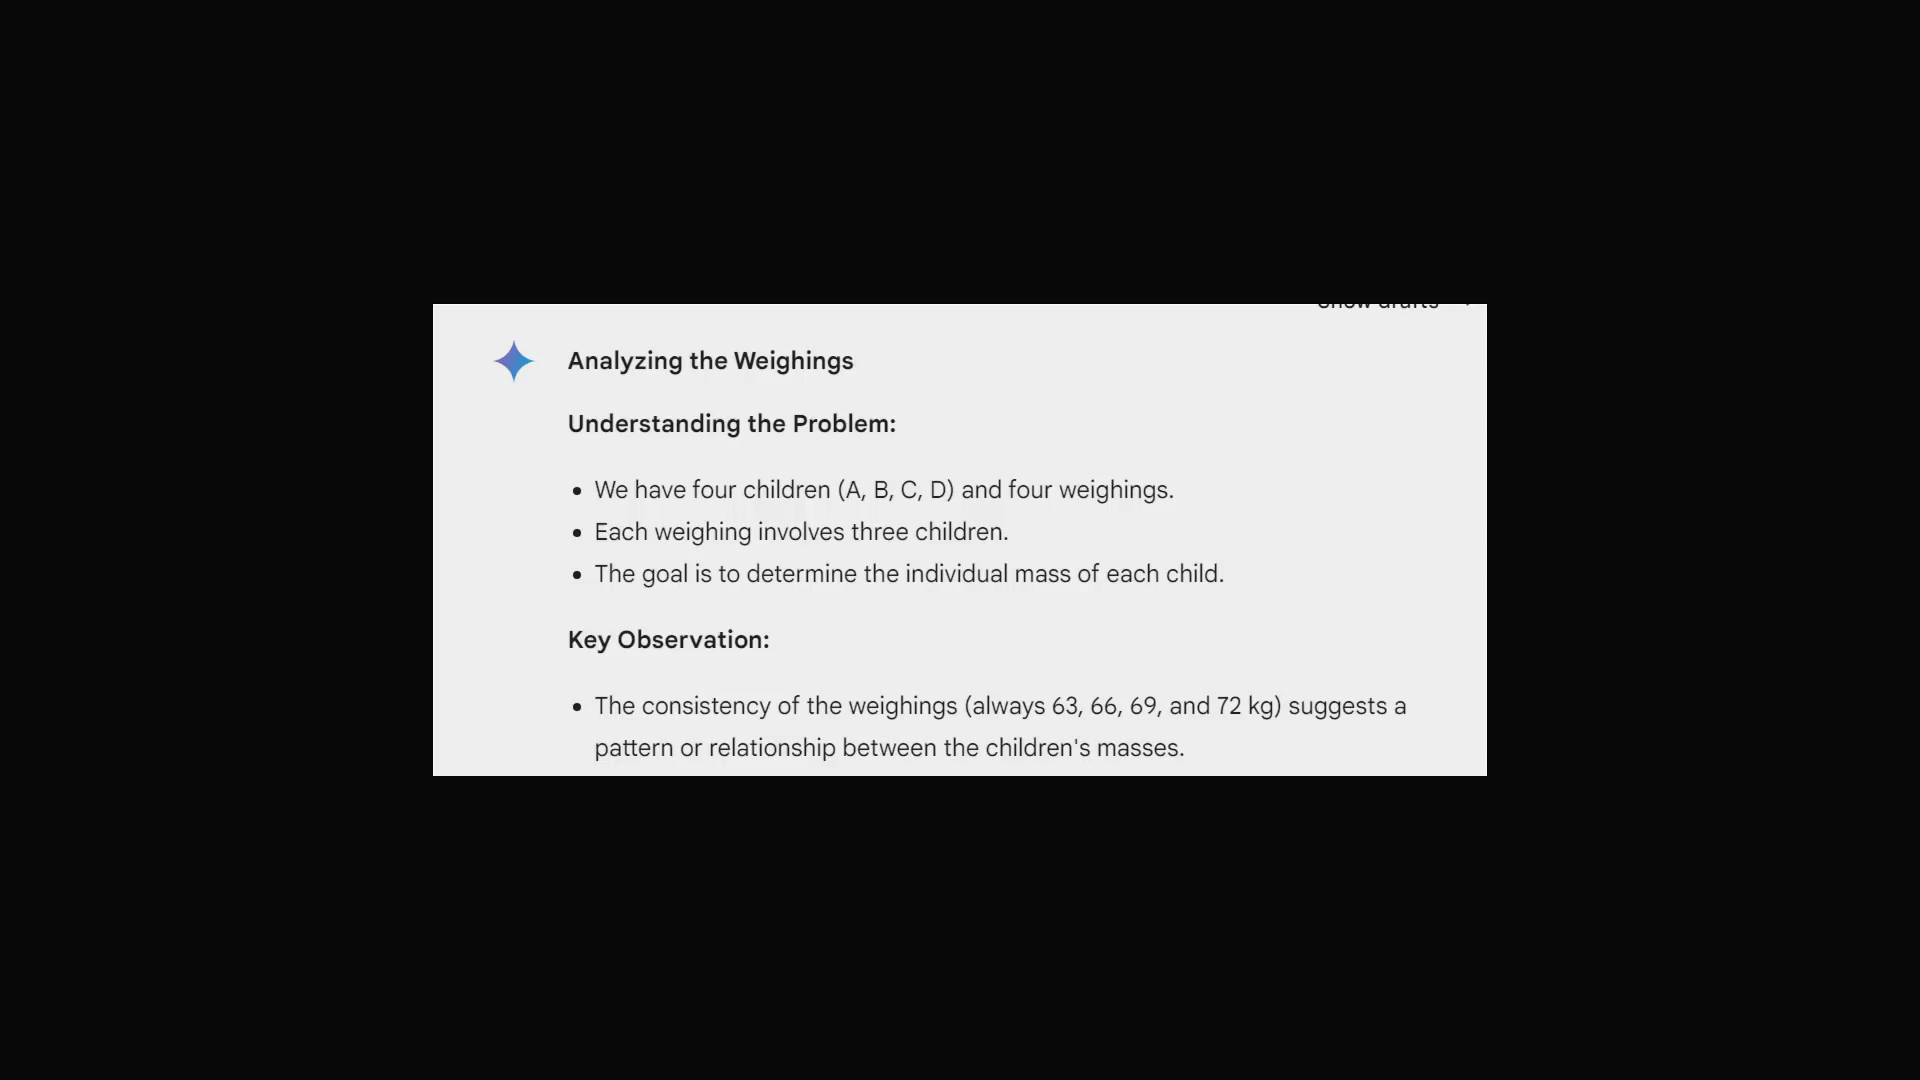 Show drafts
Analyzing the Weighings
Understanding the Problem:
• We have four children (A, B, C, D) and four weighings.
• Each weighing involves three children.
• The goal is to determine the individual mass of each child.
Key Observation:
• The consistency of the weighings (always 63, 66, 69, and 72 kg) suggests a
pattern or relationship between the children's masses.